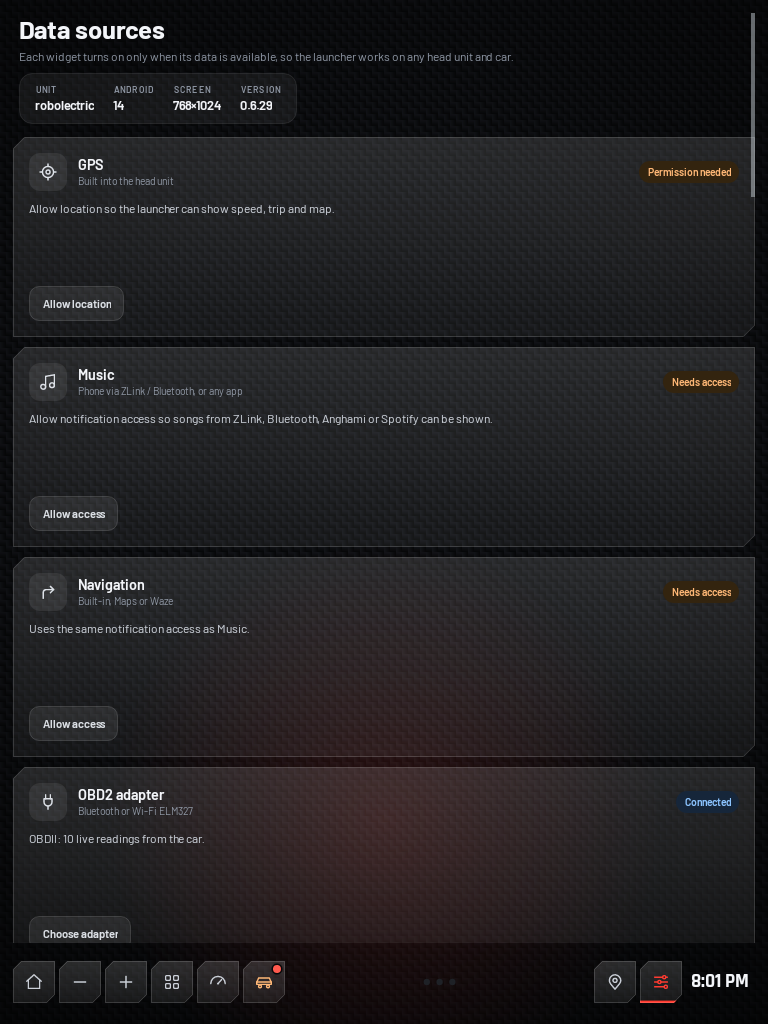 Data sources
Each widget turns on only when its data is available, so the launcher works on any head unit and car.
UNIT ANDROID SCREEN VERSION
robolectric 14 768×1024 0.6.29
GPS
Built into the head unit
Permission needed
Allow location so the launcher can show speed, trip and map.
Allow location
Music
Phone via ZLink / Bluetooth, or any app
Needs access
Allow notification access so songs from ZLink, Bluetooth, Anghami or Spotify can be shown.
Allow access
Navigation
Built-in, Maps or Waze
Needs access
Uses the same notification access as Music.
Allow access
OBD2 adapter
Bluetooth or Wi-Fi ELM327
Connected
OBDII: 10 live readings from the car.
Choose adapter
8:01 PM